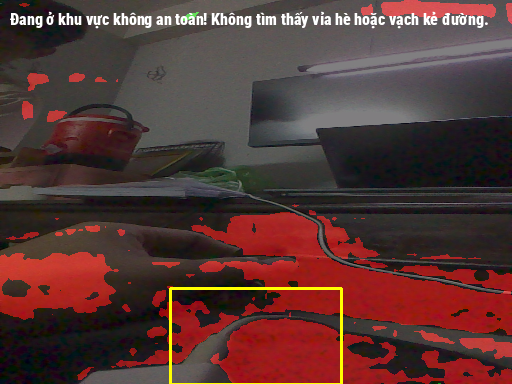 Đang ở khu vực không an toàn! Không tìm thấy vỉa hè hoặc vạch kẻ đường.